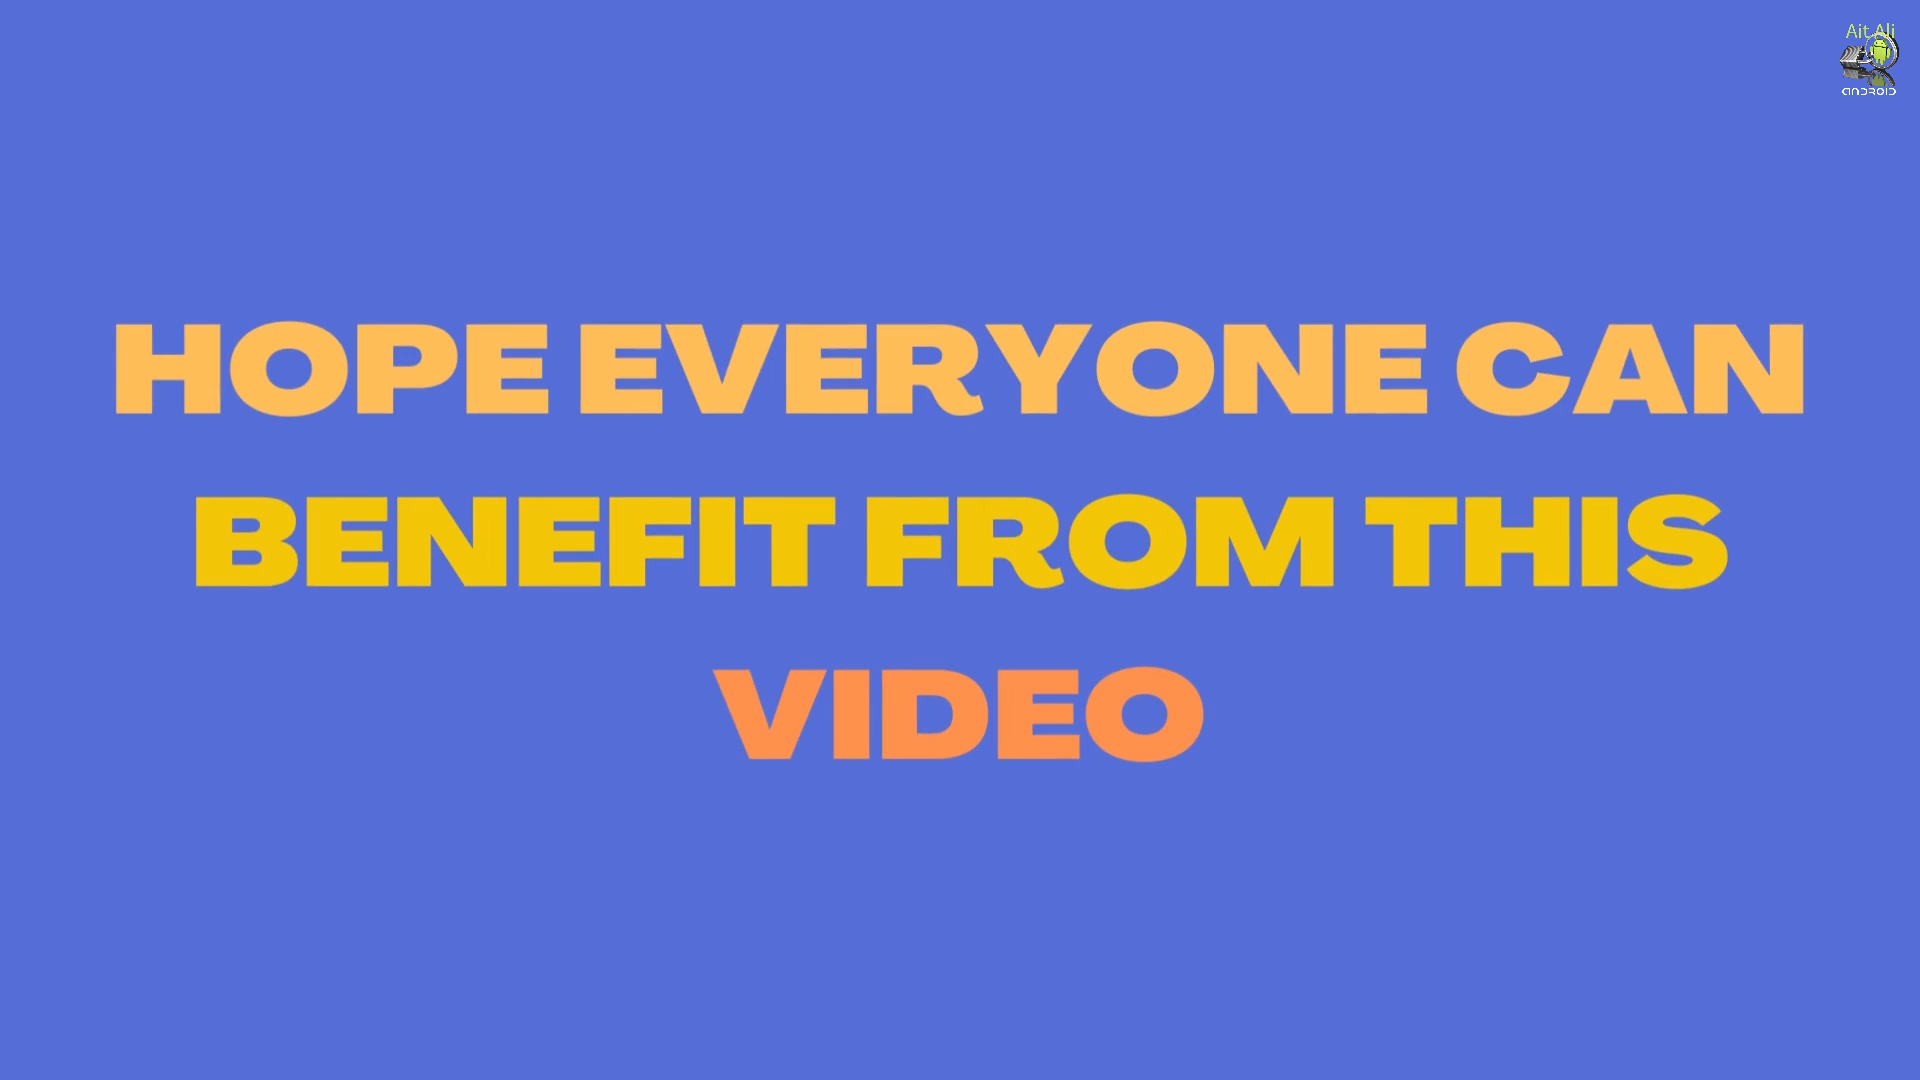 Ait Ali
android
HOPE EVERYONE CAN
BENEFIT FROM THIS
VIDEO